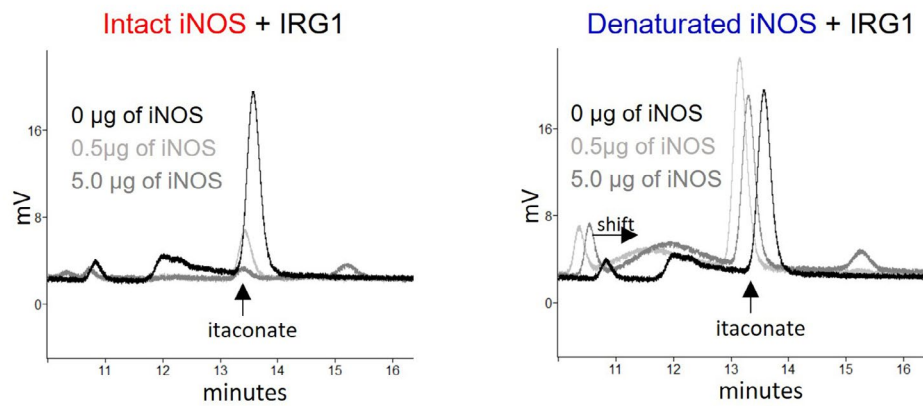 Intact iNOS + IRG1
0 µg of iNOS
0.5µg of iNOS
5.0 µg of iNOS
mV
16
8
0
itaconate
11
12
13
14
15
16
minutes
Denaturated iNOS + IRG1
0 µg of iNOS
0.5µg of iNOS
5.0 µg of iNOS
shift
mV
16
8
0
itaconate
11
12
13
14
15
16
minutes